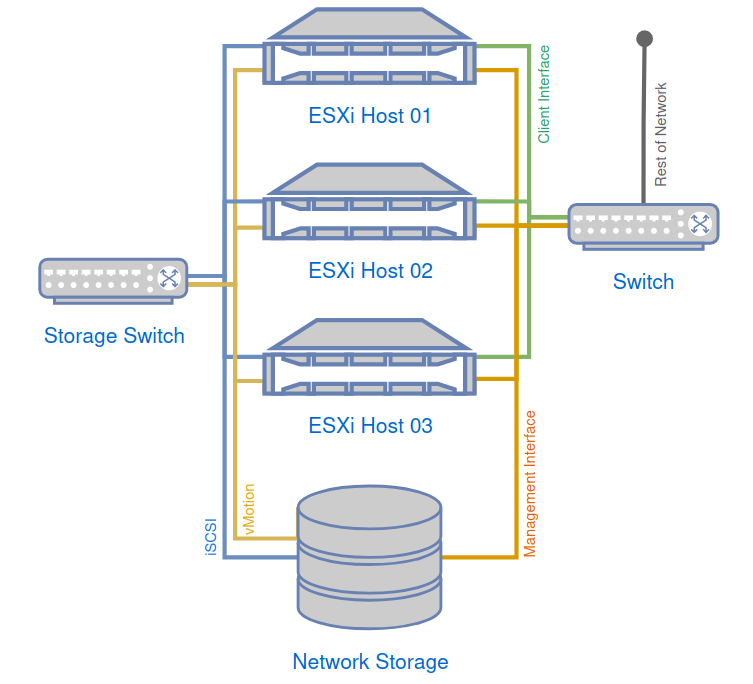 ESXi Host 01
Client Interface
Rest of Network
ESXi Host 02
Switch
Storage Switch
ESXi Host 03
iSCSI
vMotion
Management Interface
Network Storage